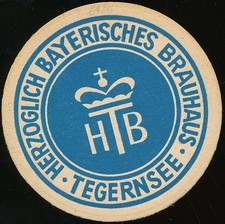 HERZOGLICH BAYERISCHES BRAUHAUS
· TEGERNSEE ·
HTB